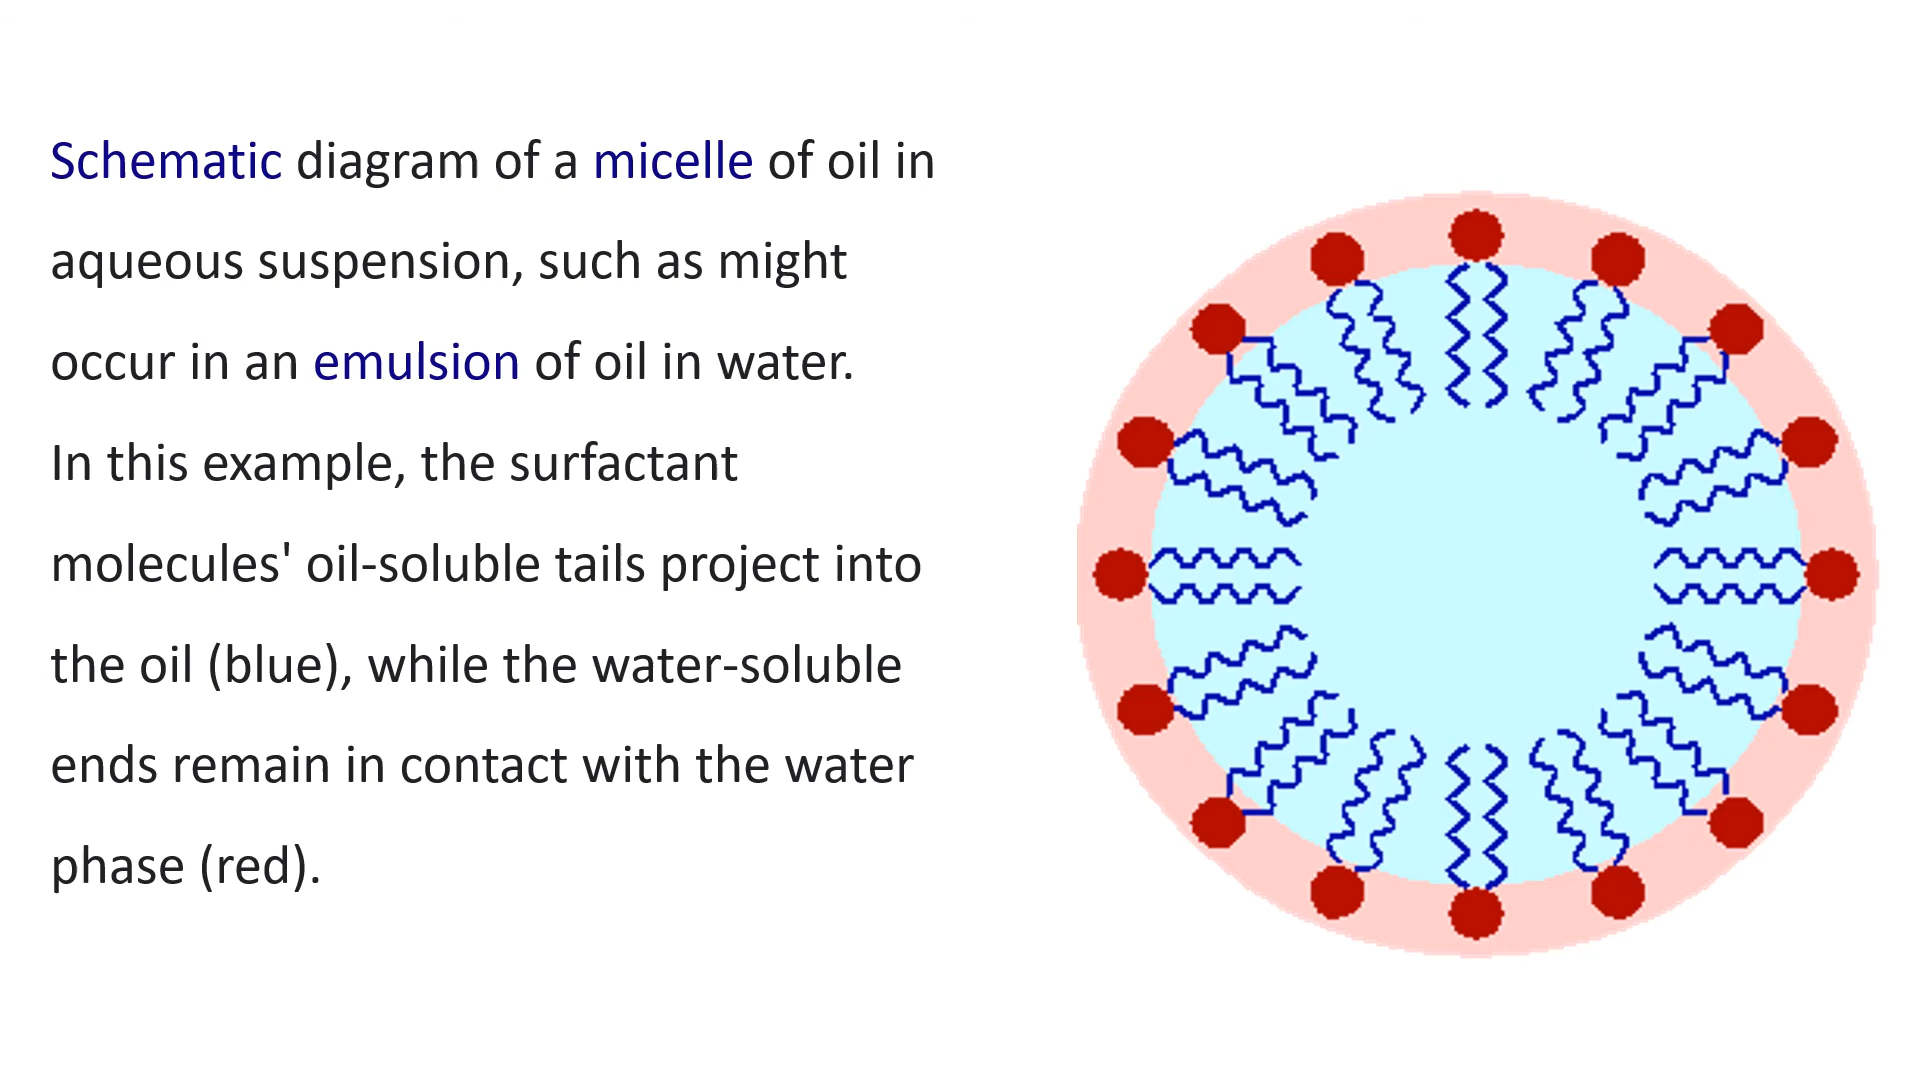 Schematic diagram of a micelle of oil in
aqueous suspension, such as might
occur in an emulsion of oil in water.
In this example, the surfactant
molecules' oil-soluble tails project into
the oil (blue), while the water-soluble
ends remain in contact with the water
phase (red).